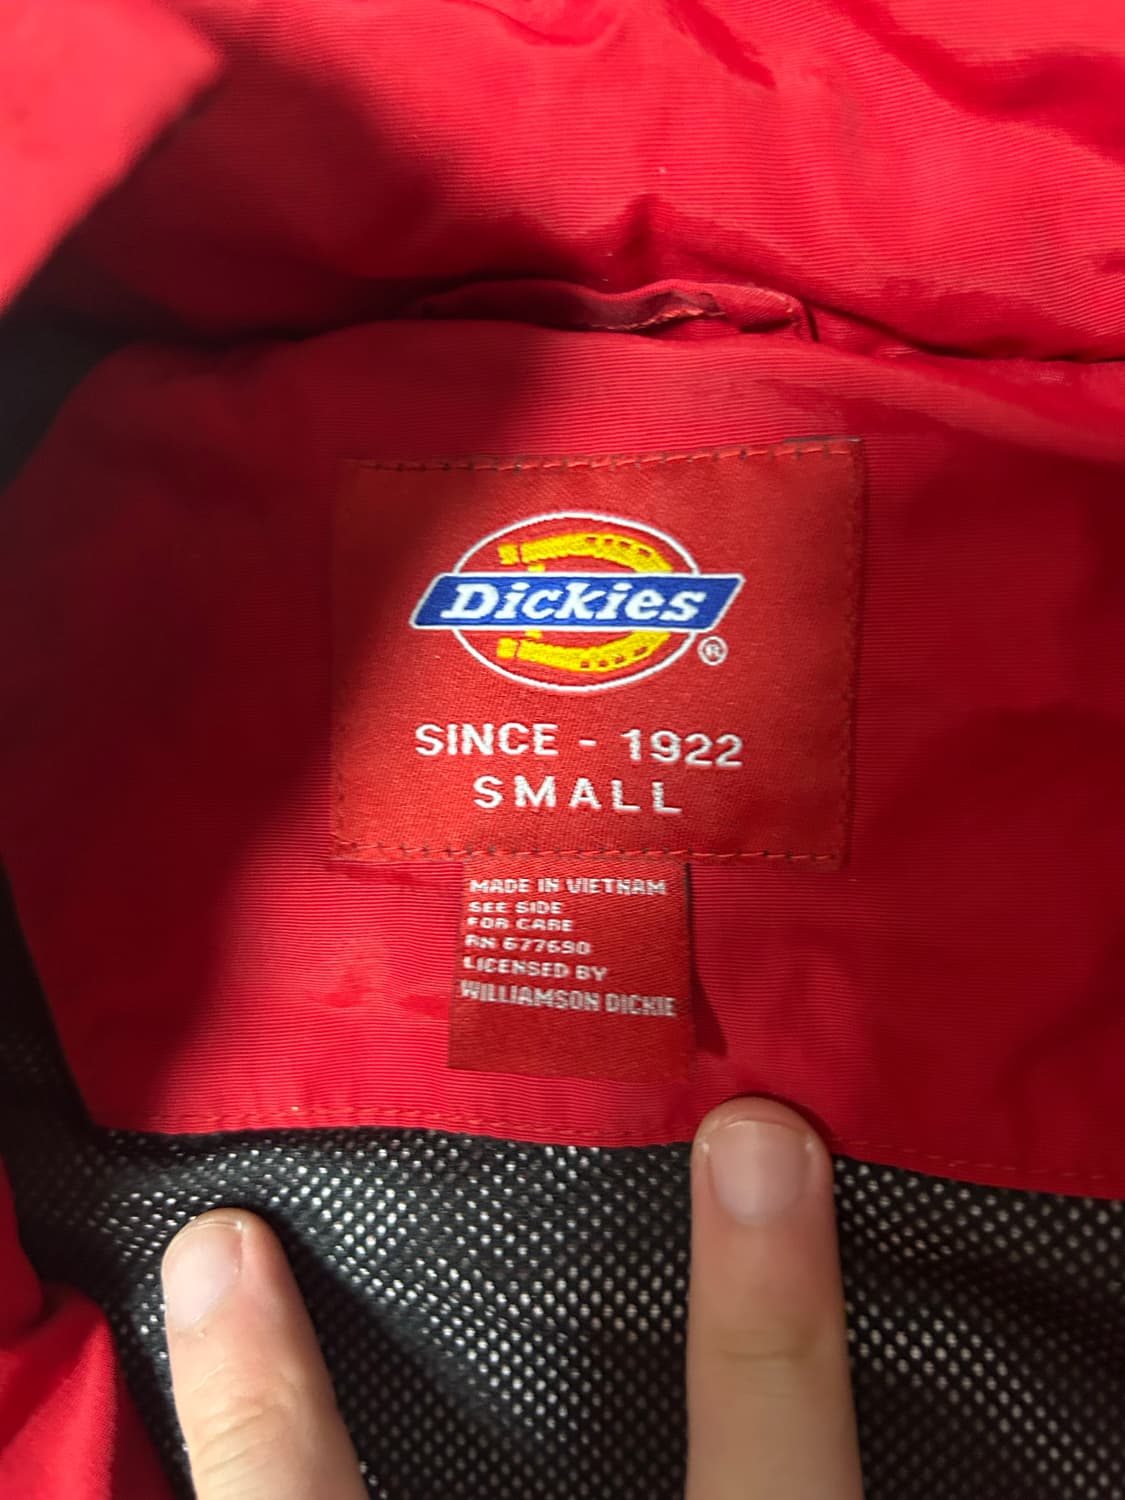 Dickies
®
SINCE - 1922
SMALL
MADE IN VIETNAM
SEE SIDE
FOR CARE
RN 677690
LICENSED BY
WILLIAMSON DICKIE